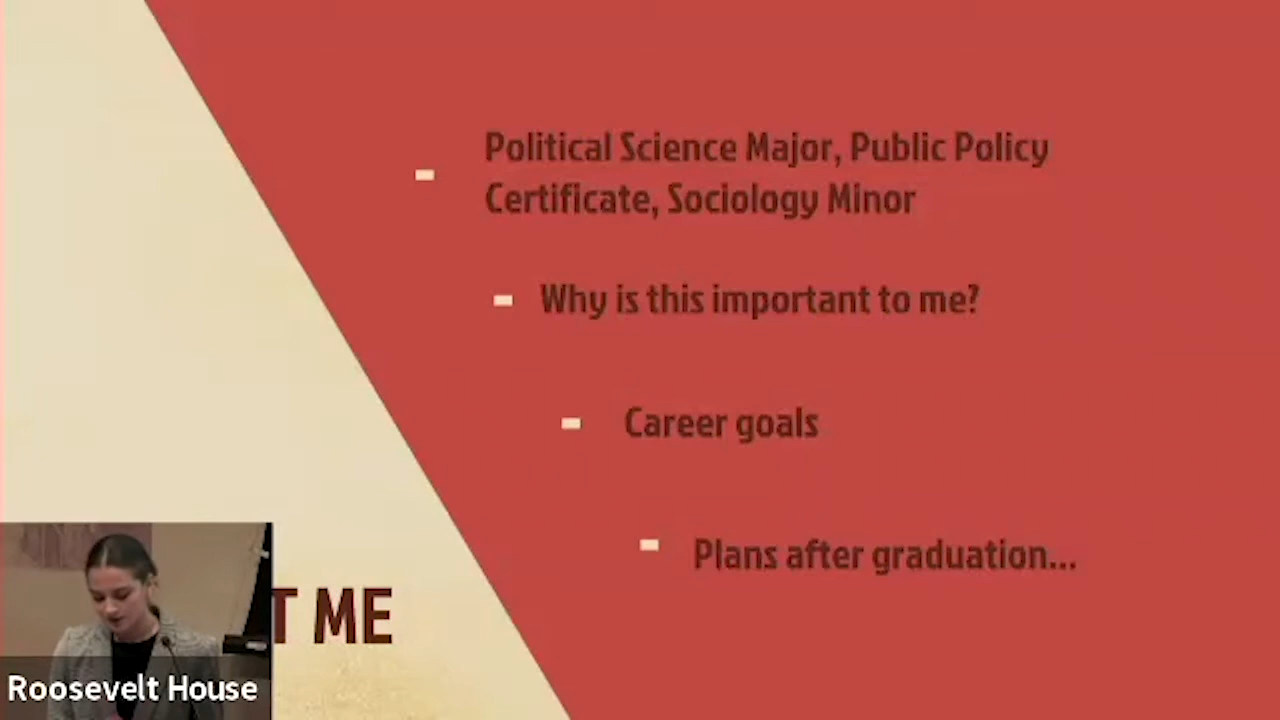 Political Science Major, Public Policy
Certificate, Sociology Minor
Why is this important to me?
Career goals
Plans after graduation...
T ME
Roosevelt House